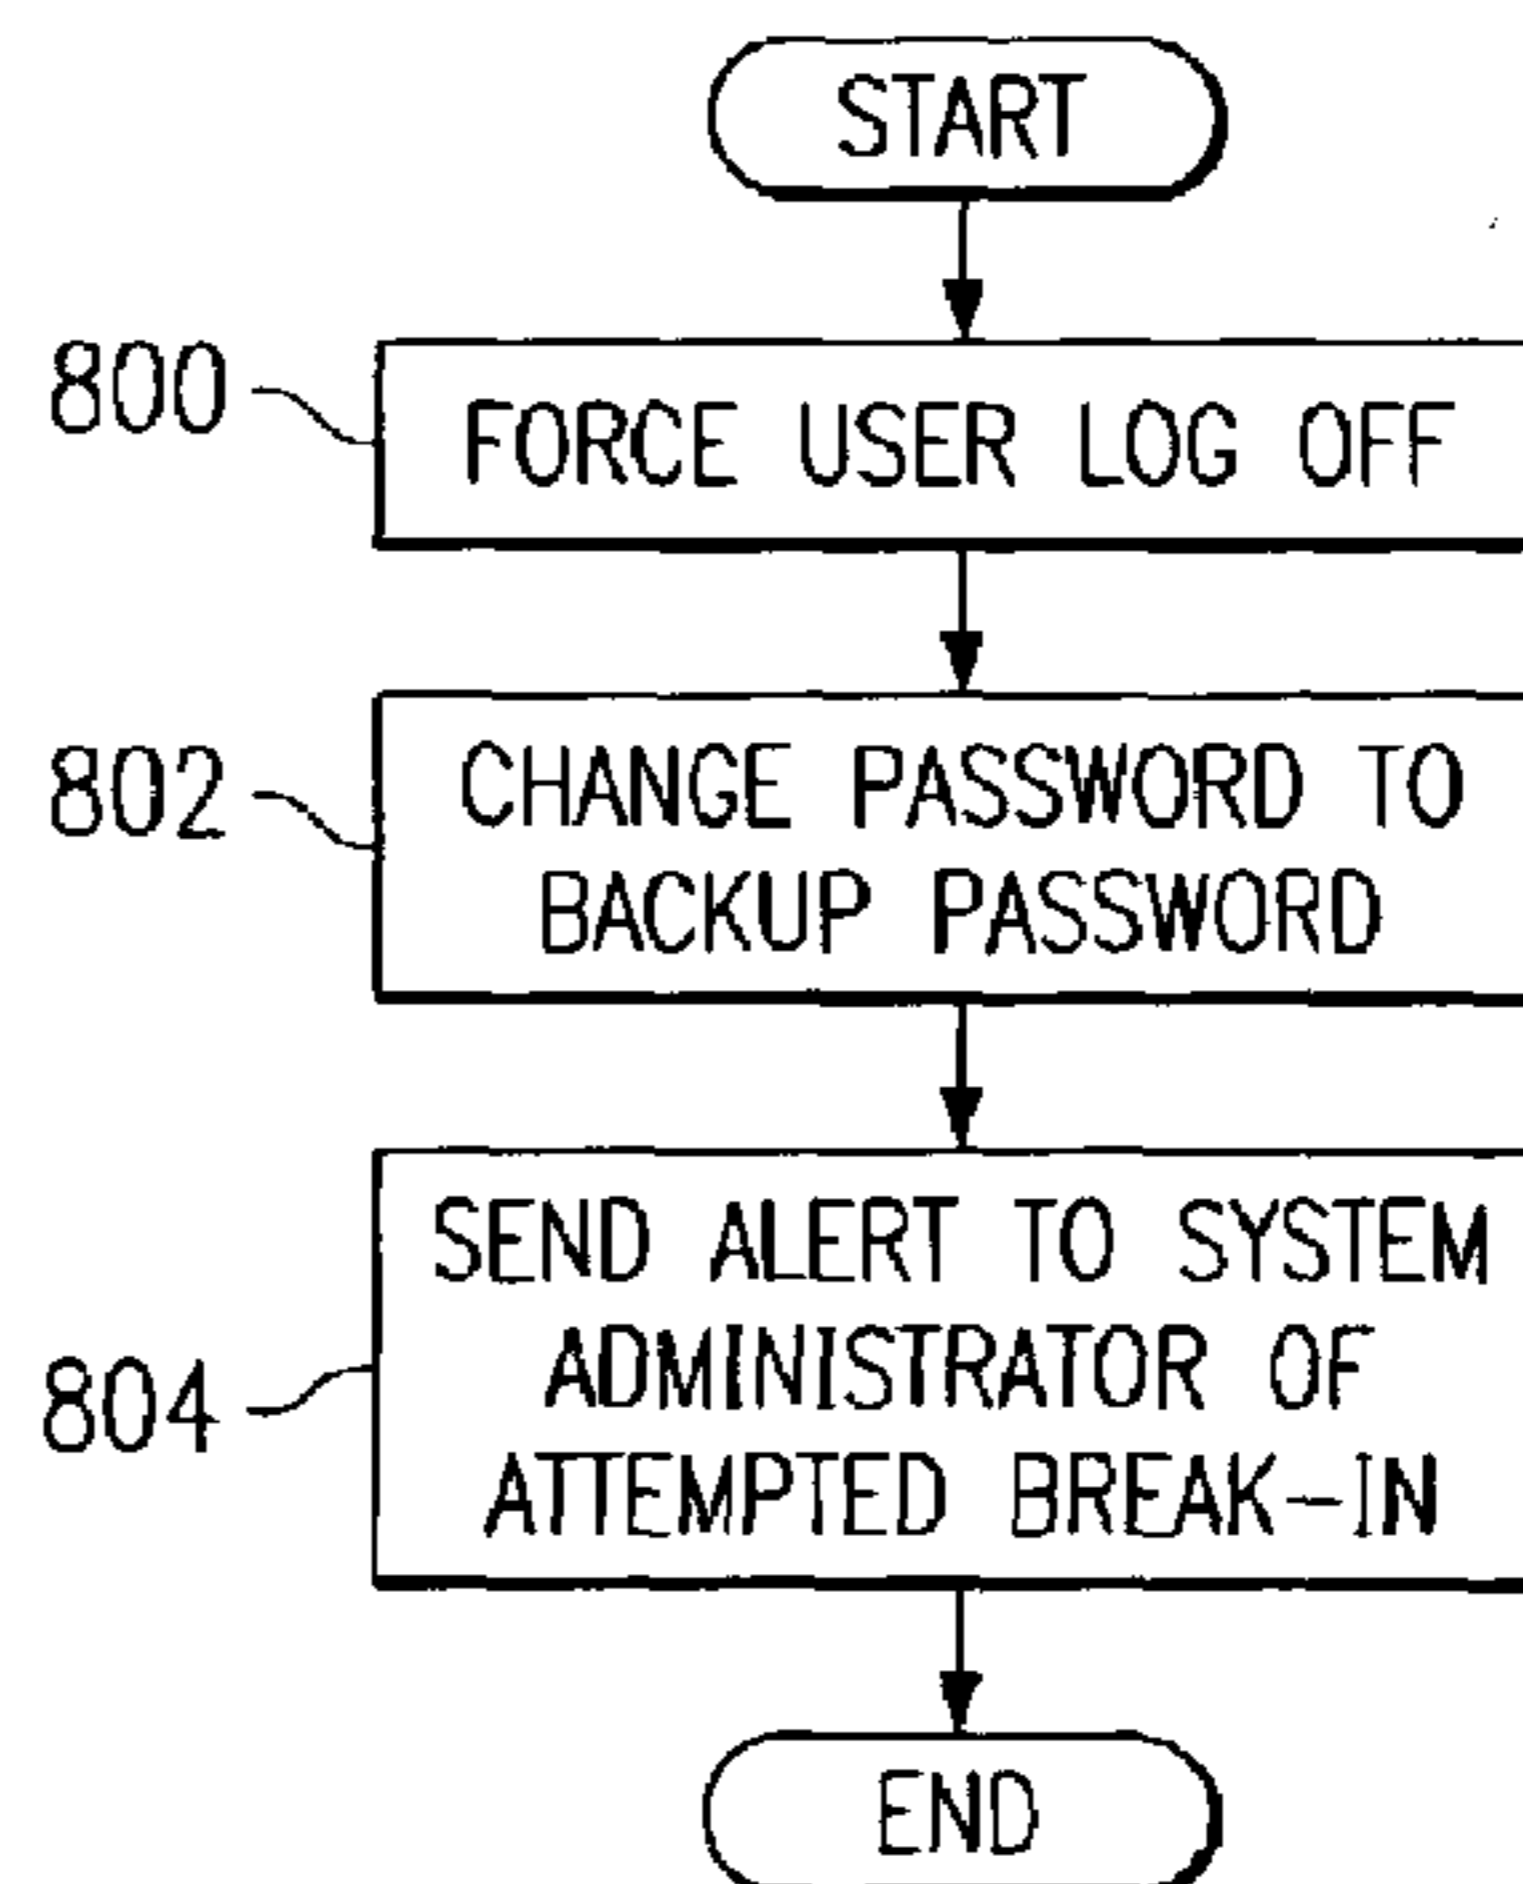 START
800
FORCE USER LOG OFF
802
CHANGE PASSWORD TO
BACKUP PASSWORD
SEND ALERT TO SYSTEM
804
ADMINISTRATOR OF
ATTEMPTED BREAK-IN
END